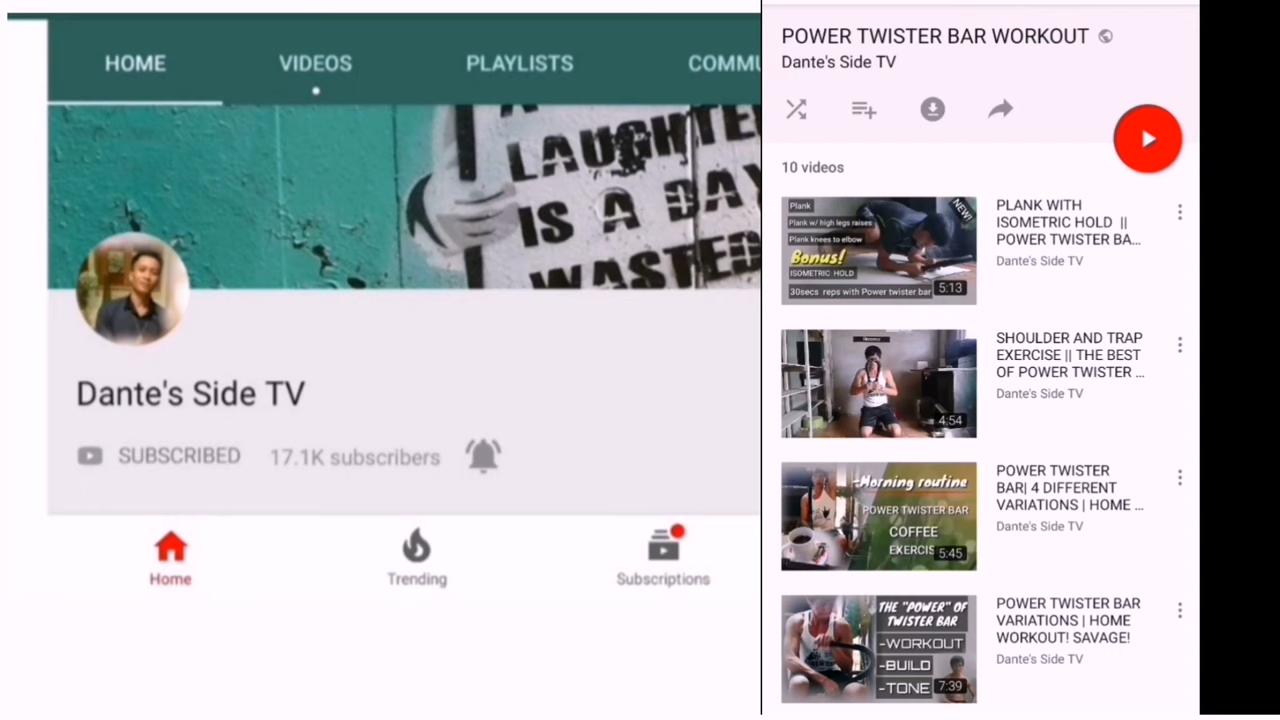 HOME VIDEOS PLAYLISTS COMMU
LAUGHTE
IS A DAY
WASTED
Dante's Side TV
SUBSCRIBED 17.1K subscribers
Home Trending Subscriptions
POWER TWISTER BAR WORKOUT
Dante's Side TV
10 videos
Plank
NEW!
Plank w/ high legs raises
Plank knees to elbow
Bonus!
ISOMETRIC HOLD
30secs reps with Power twister bar
5:13
PLANK WITH
ISOMETRIC HOLD ||
POWER TWISTER BA...
Dante's Side TV
4:54
SHOULDER AND TRAP
EXERCISE || THE BEST
OF POWER TWISTER ...
Dante's Side TV
-Morning routine
POWER TWISTER BAR
COFFEE
EXERCIS
5:45
POWER TWISTER
BAR| 4 DIFFERENT
VARIATIONS | HOME ...
Dante's Side TV
THE "POWER" OF
TWISTER BAR
-WORKOUT
-BUILD
-TONE
7:39
POWER TWISTER BAR
VARIATIONS | HOME
WORKOUT! SAVAGE!
Dante's Side TV